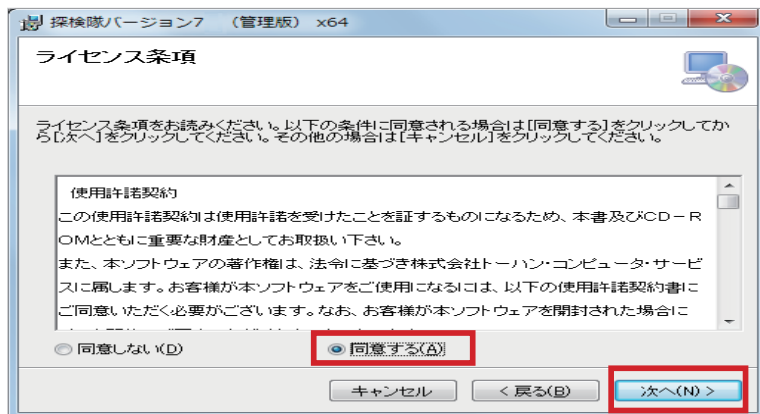 探検隊バージョン7 （管理版） x64
ライセンス条項
ライセンス条項をお読みください。以下の条件に同意される場合は[同意する]をクリックしてか
ら[次へ]をクリックしてください。その他の場合は[キャンセル]をクリックしてください。
使用許諾契約
この使用許諾契約は使用許諾を受けたことを証するものになるため、本書及びCD－R
OMとともに重要な財産としてお取扱い下さい。
また、本ソフトウェアの著作権は、法令に基づき株式会社トーハン・コンピュータ・サービ
スに属します。お客様が本ソフトウェアをご使用になるには、以下の使用許諾契約書に
ご同意いただく必要がございます。なお、お客様が本ソフトウェアを開封された場合に
同意しない(D)
同意する(A)
キャンセル
< 戻る(B)
次へ(N) >